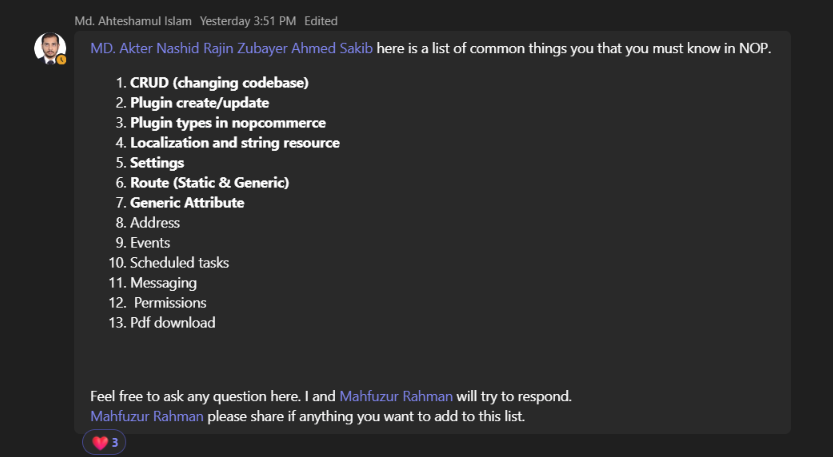 Md. Ahteshamul Islam Yesterday 3:51 PM Edited
MD. Akter Nashid Rajin Zubayer Ahmed Sakib here is a list of common things you that you must know in NOP.
1. CRUD (changing codebase)
2. Plugin create/update
3. Plugin types in nopcommerce
4. Localization and string resource
5. Settings
6. Route (Static & Generic)
7. Generic Attribute
8. Address
9. Events
10. Scheduled tasks
11. Messaging
12. Permissions
13. Pdf download
Feel free to ask any question here. I and Mahfuzur Rahman will try to respond.
Mahfuzur Rahman please share if anything you want to add to this list.
3